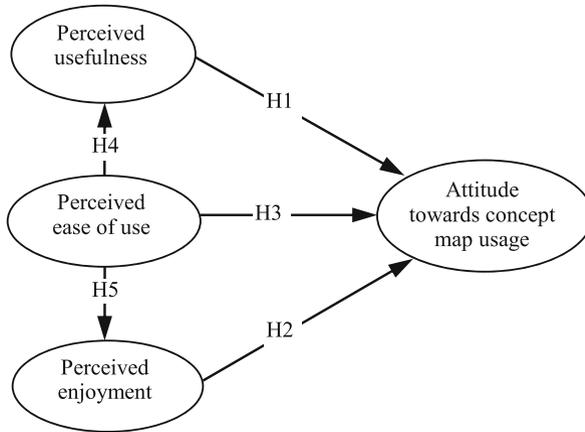 Perceived
usefulness
H1
H4
Perceived
ease of use
H3
Attitude
towards concept
map usage
H5
H2
Perceived
enjoyment